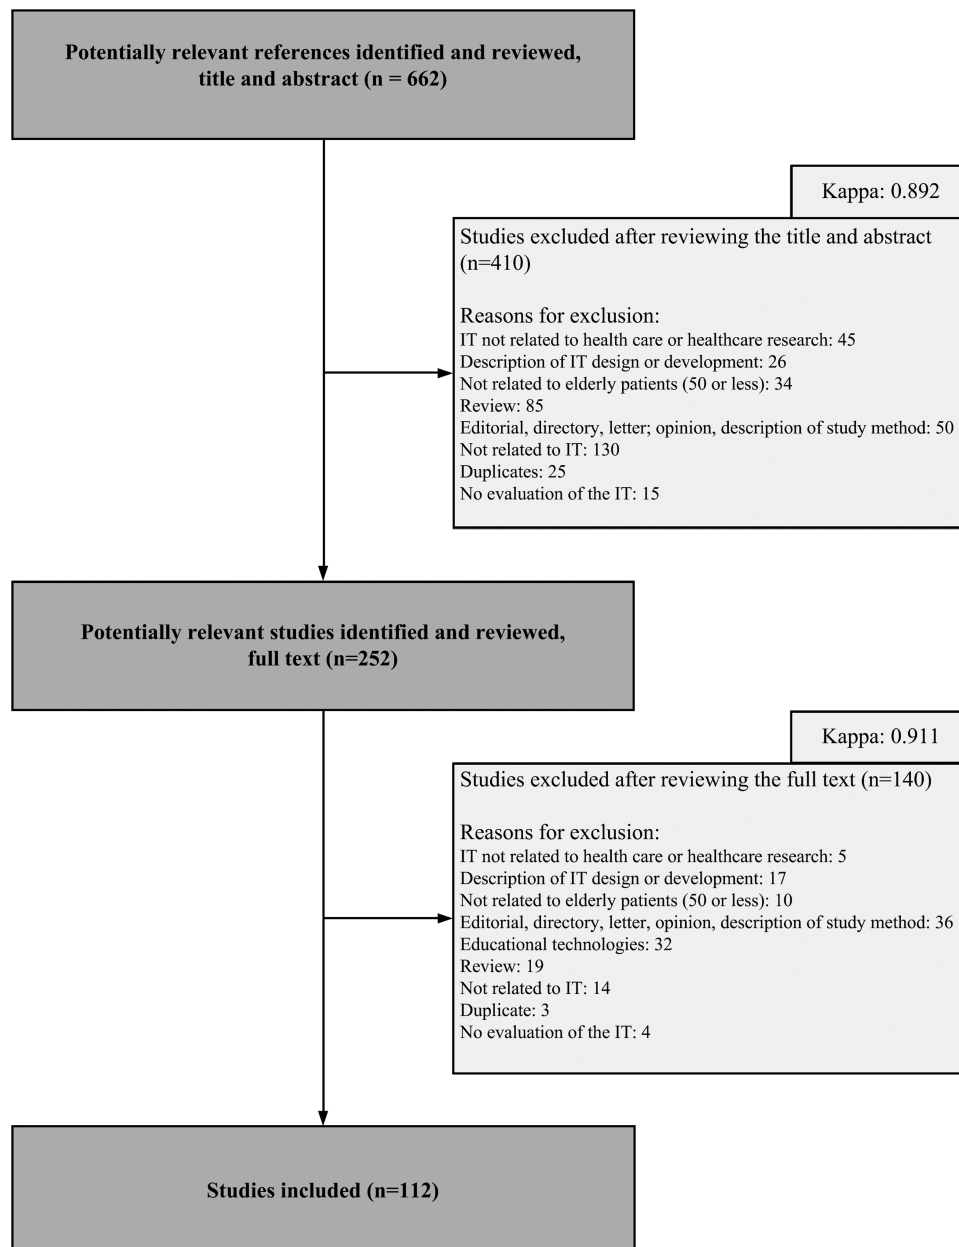 Potentially relevant references identified and reviewed,
title and abstract (n = 662)
Kappa: 0.892
Studies excluded after reviewing the title and abstract
(n=410)
Reasons for exclusion:
IT not related to health care or healthcare research: 45
Description of IT design or development: 26
Not related to elderly patients (50 or less): 34
Review: 85
Editorial, directory, letter; opinion, description of study method: 50
Not related to IT: 130
Duplicates: 25
No evaluation of the IT: 15
Potentially relevant studies identified and reviewed,
full text (n=252)
Kappa: 0.911
Studies excluded after reviewing the full text (n=140)
Reasons for exclusion:
IT not related to health care or healthcare research: 5
Description of IT design or development: 17
Not related to elderly patients (50 or less): 10
Editorial, directory, letter, opinion, description of study method: 36
Educational technologies: 32
Review: 19
Not related to IT: 14
Duplicate: 3
No evaluation of the IT: 4
Studies included (n=112)